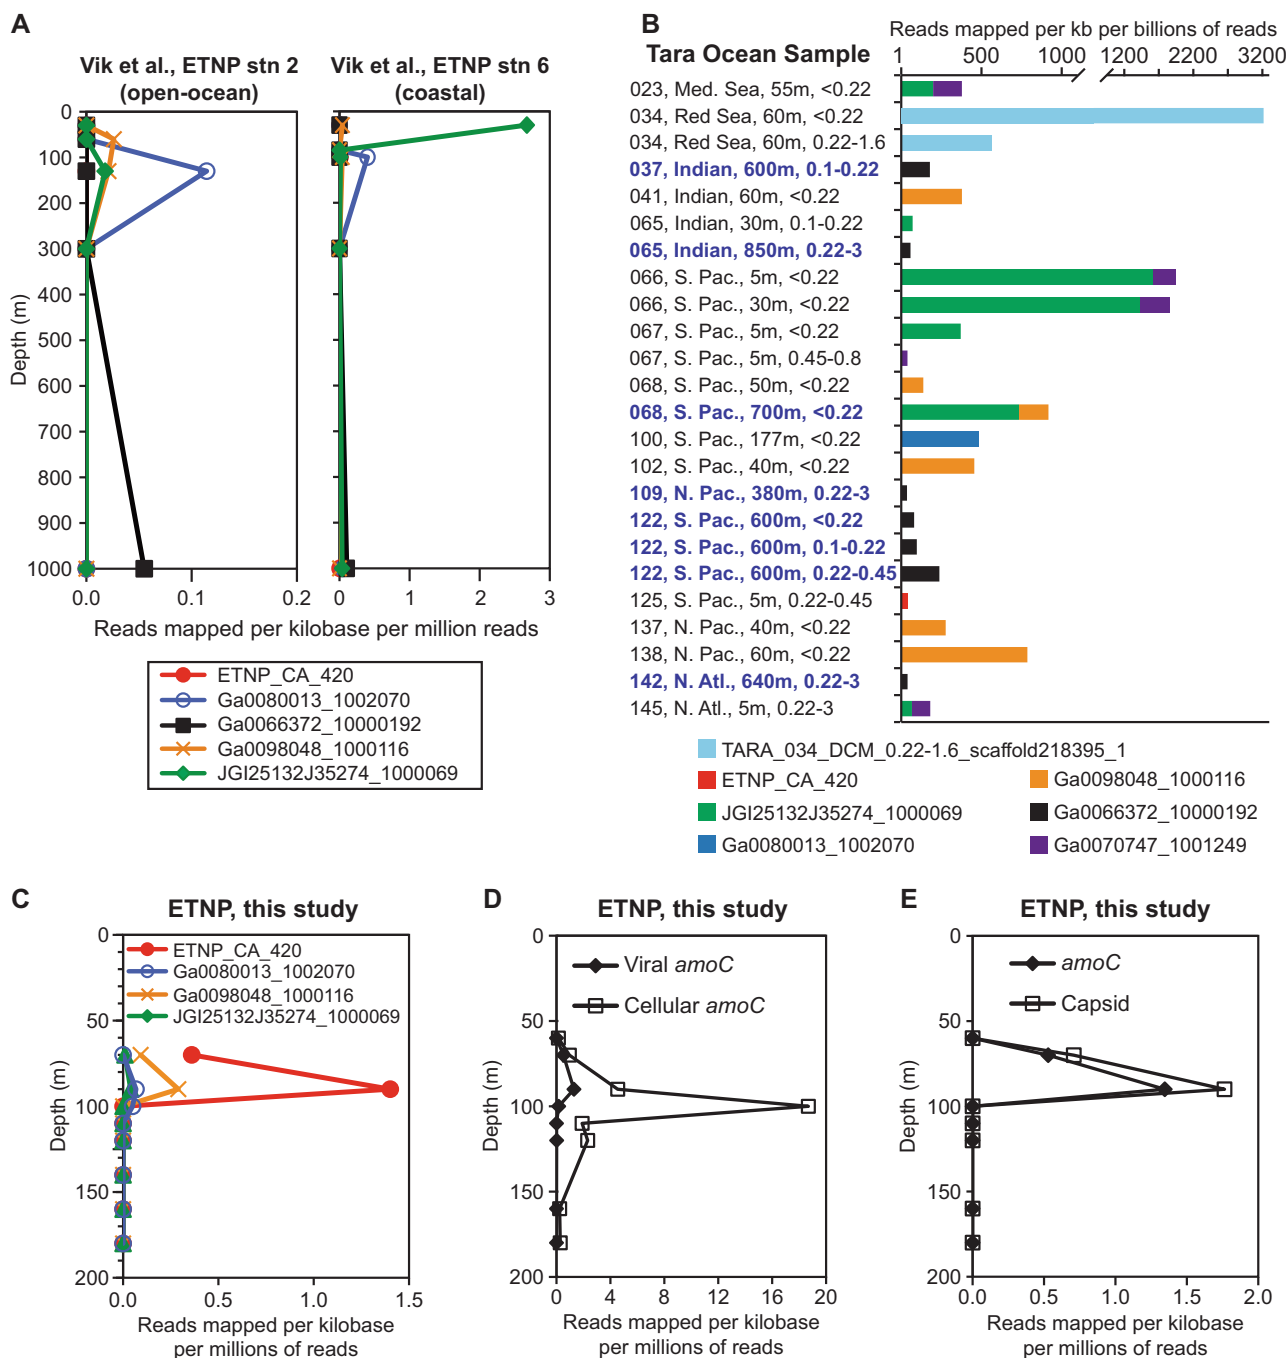 A
Vik et al., ETNP stn 2
(open-ocean)
Vik et al., ETNP stn 6
(coastal)
0
100
200
300
400
500
600
700
800
900
1000
Depth (m)
0.0
0.1
0.2
0
1
2
3
Reads mapped per kilobase per million reads
ETNP_CA_420
Ga0080013_1002070
Ga0066372_10000192
Ga0098048_1000116
JGI25132J35274_1000069
B
Reads mapped per kb per billions of reads
Tara Ocean Sample
1
500
1000
1200
2200
3200
023, Med. Sea, 55m, <0.22
034, Red Sea, 60m, <0.22
034, Red Sea, 60m, 0.22-1.6
037, Indian, 600m, 0.1-0.22
041, Indian, 60m, <0.22
065, Indian, 30m, 0.1-0.22
065, Indian, 850m, 0.22-3
066, S. Pac., 5m, <0.22
066, S. Pac., 30m, <0.22
067, S. Pac., 5m, <0.22
067, S. Pac., 5m, 0.45-0.8
068, S. Pac., 50m, <0.22
068, S. Pac., 700m, <0.22
100, S. Pac., 177m, <0.22
102, S. Pac., 40m, <0.22
109, N. Pac., 380m, 0.22-3
122, S. Pac., 600m, <0.22
122, S. Pac., 600m, 0.1-0.22
122, S. Pac., 600m, 0.22-0.45
125, S. Pac., 5m, 0.22-0.45
137, N. Pac., 40m, <0.22
138, N. Pac., 60m, <0.22
142, N. Atl., 640m, 0.22-3
145, N. Atl., 5m, 0.22-3
TARA_034_DCM_0.22-1.6_scaffold218395_1
ETNP_CA_420
JGI25132J35274_1000069
Ga0080013_1002070
Ga0098048_1000116
Ga0066372_10000192
Ga0070747_1001249
C
ETNP, this study
0
50
100
150
200
Depth (m)
ETNP_CA_420
Ga0080013_1002070
Ga0098048_1000116
JGI25132J35274_1000069
0.0
0.5
1.0
1.5
Reads mapped per kilobase
per millions of reads
D
ETNP, this study
0
50
100
150
200
Depth (m)
Viral amoC
Cellular amoC
0
4
8
12
16
20
Reads mapped per kilobase
per millions of reads
E
ETNP, this study
0
50
100
150
200
Depth (m)
amoC
Capsid
0.0
0.5
1.0
1.5
2.0
Reads mapped per kilobase
per millions of reads